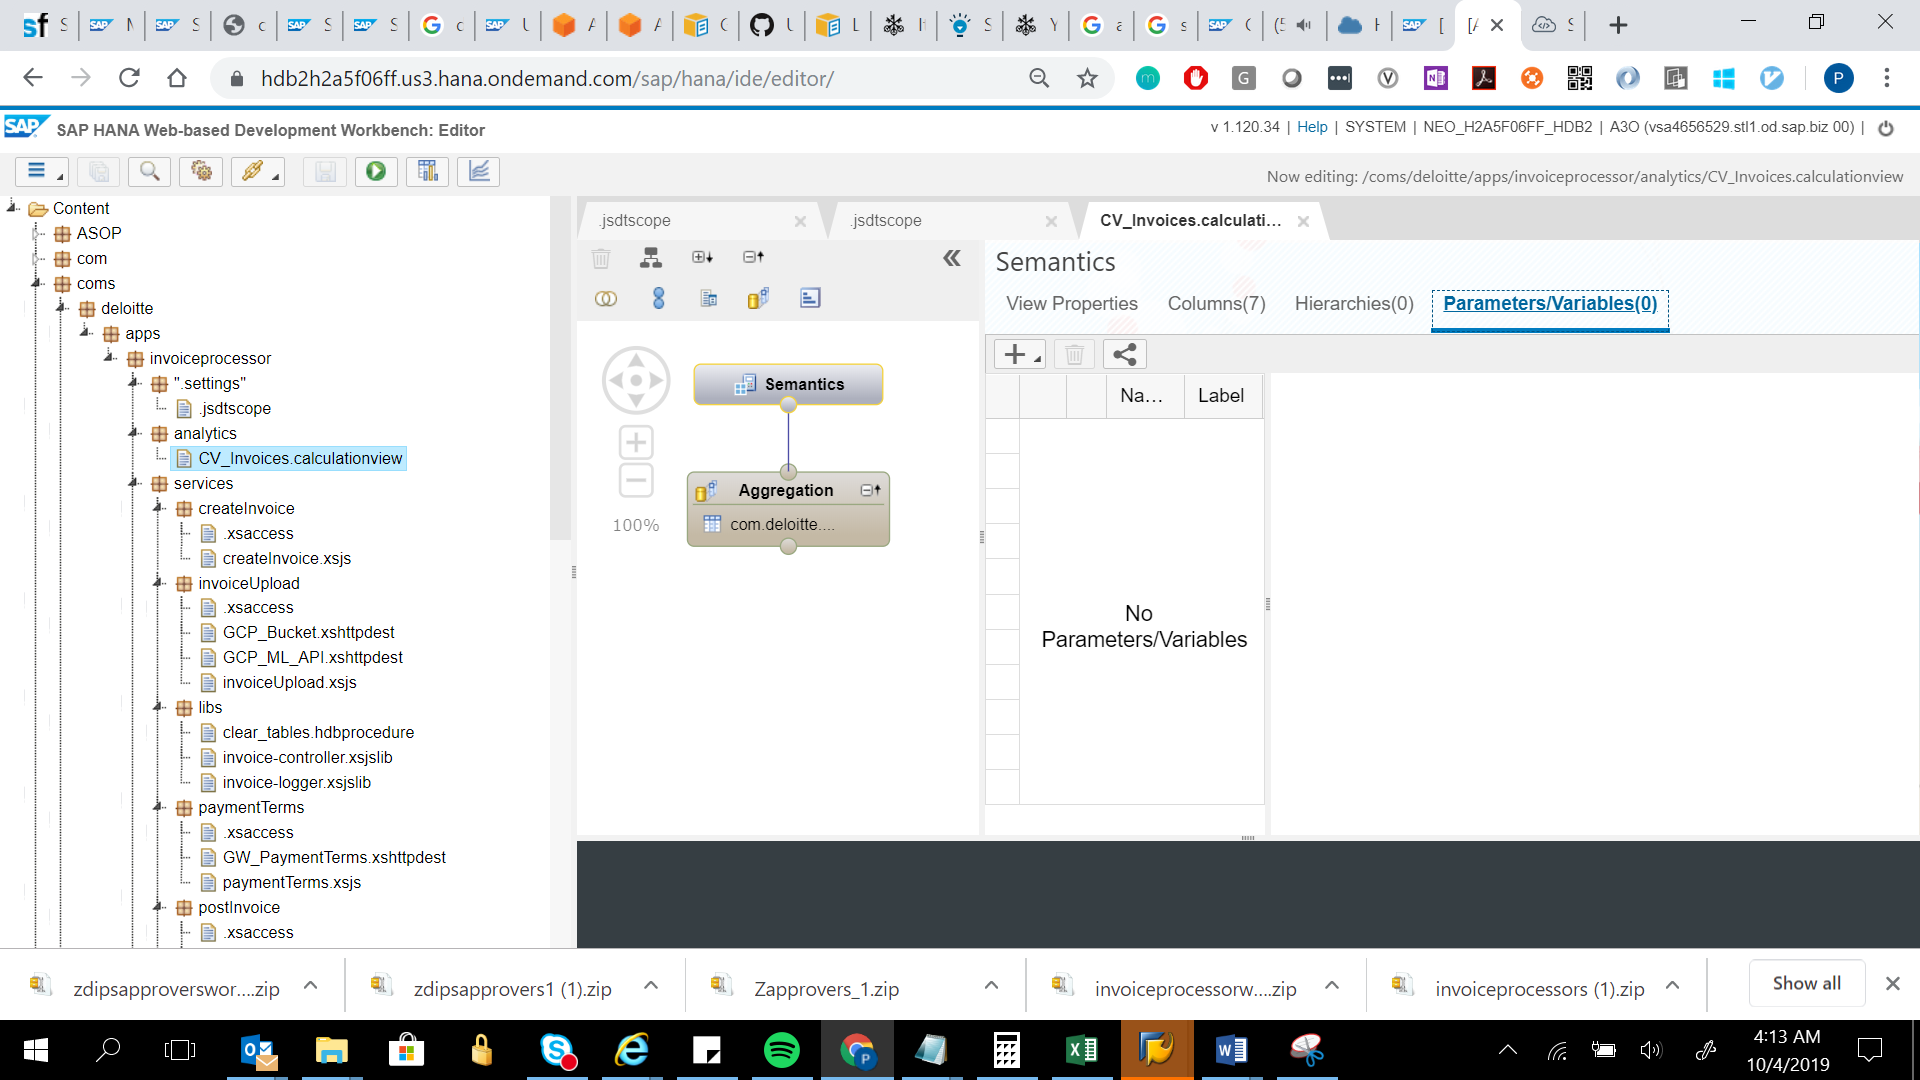 hdb2h2a5f06ff.us3.hana.ondemand.com/sap/hana/ide/editor/
SAP SAP HANA Web-based Development Workbench: Editor
v 1.120.34 | Help | SYSTEM | NEO_H2A5F06FF_HDB2 | A3O (vsa4656529.stl1.od.sap.biz 00) |
Now editing: /coms/deloitte/apps/invoiceprocessor/analytics/CV_Invoices.calculationview
Content
ASOP
com
coms
deloitte
apps
invoiceprocessor
".settings"
.jsdtscope
analytics
CV_Invoices.calculationview
services
createInvoice
.xsaccess
createInvoice.xsjs
invoiceUpload
.xsaccess
GCP_Bucket.xshttpdest
GCP_ML_API.xshttpdest
invoiceUpload.xsjs
libs
clear_tables.hdbprocedure
invoice-controller.xsjslib
invoice-logger.xsjslib
paymentTerms
.xsaccess
GW_PaymentTerms.xshttpdest
paymentTerms.xsjs
postInvoice
.xsaccess
.jsdtscope
.jsdtscope
CV_Invoices.calculati...
100%
Semantics
Aggregation
com.deloitte....
Semantics
View Properties
Columns(7)
Hierarchies(0)
Parameters/Variables(0)
Na...
Label
No
Parameters/Variables
zdipsapproverswor....zip
zdipsapprovers1 (1).zip
Zapprovers_1.zip
invoiceprocessorw....zip
invoiceprocessors (1).zip
Show all
4:13 AM
10/4/2019